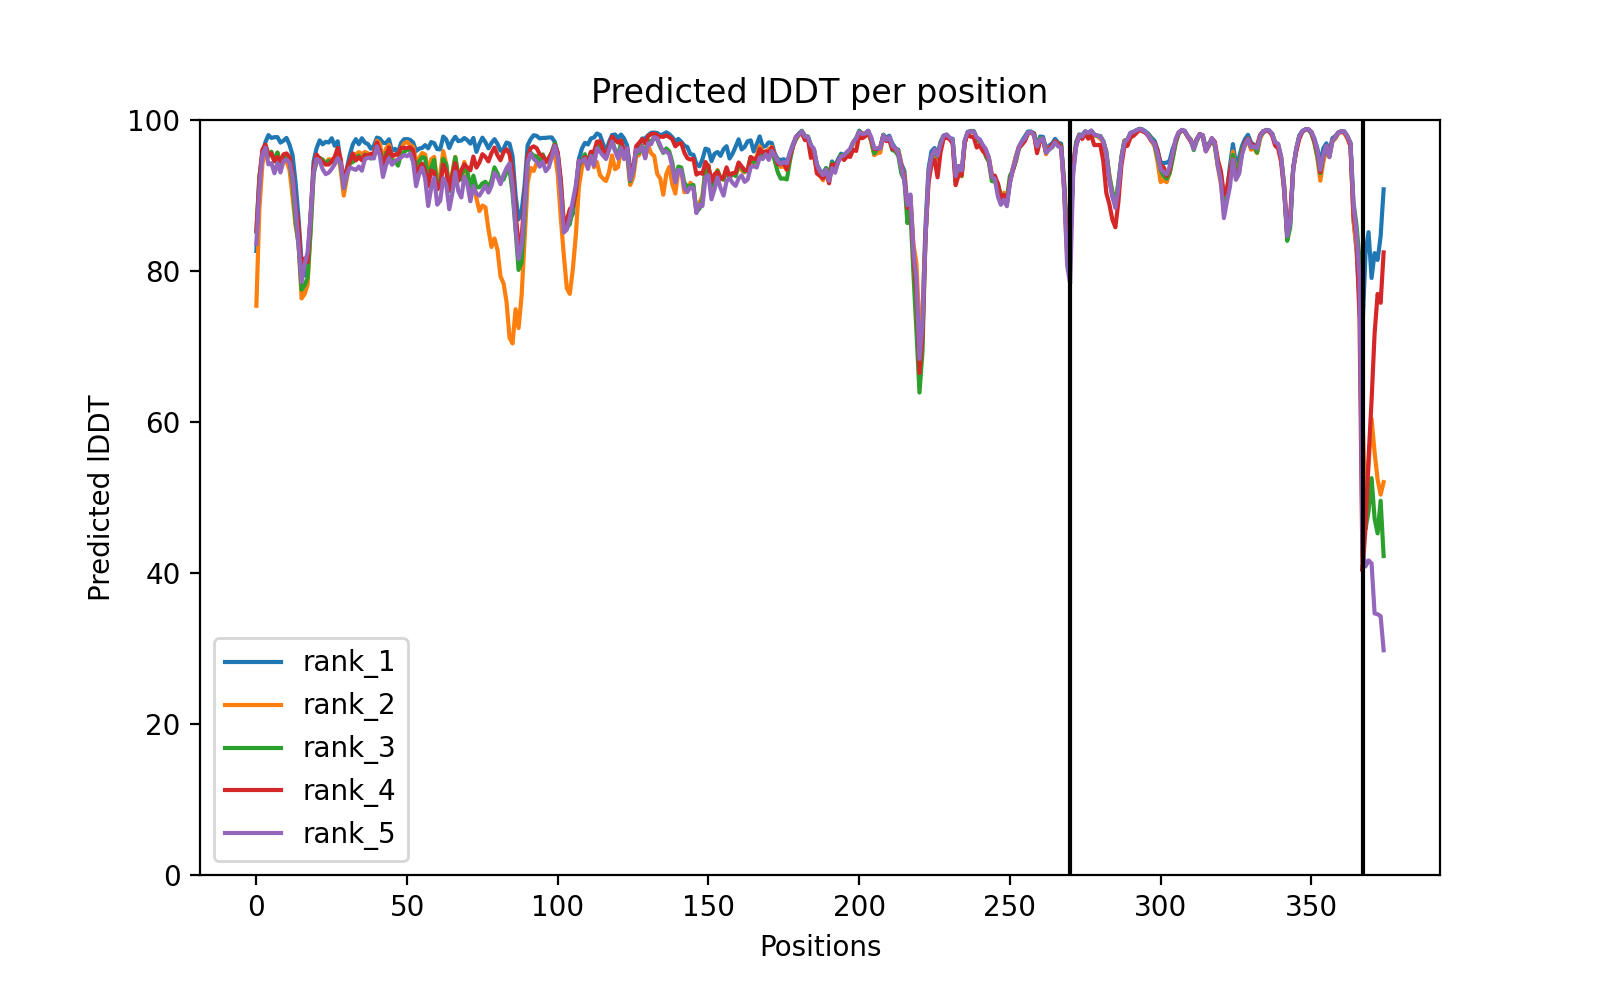 Predicted lDDT per position
100
80
60
40
20
0
Predicted lDDT
rank_1
rank_2
rank_3
rank_4
rank_5
0 50 100 150 200 250 300 350
Positions